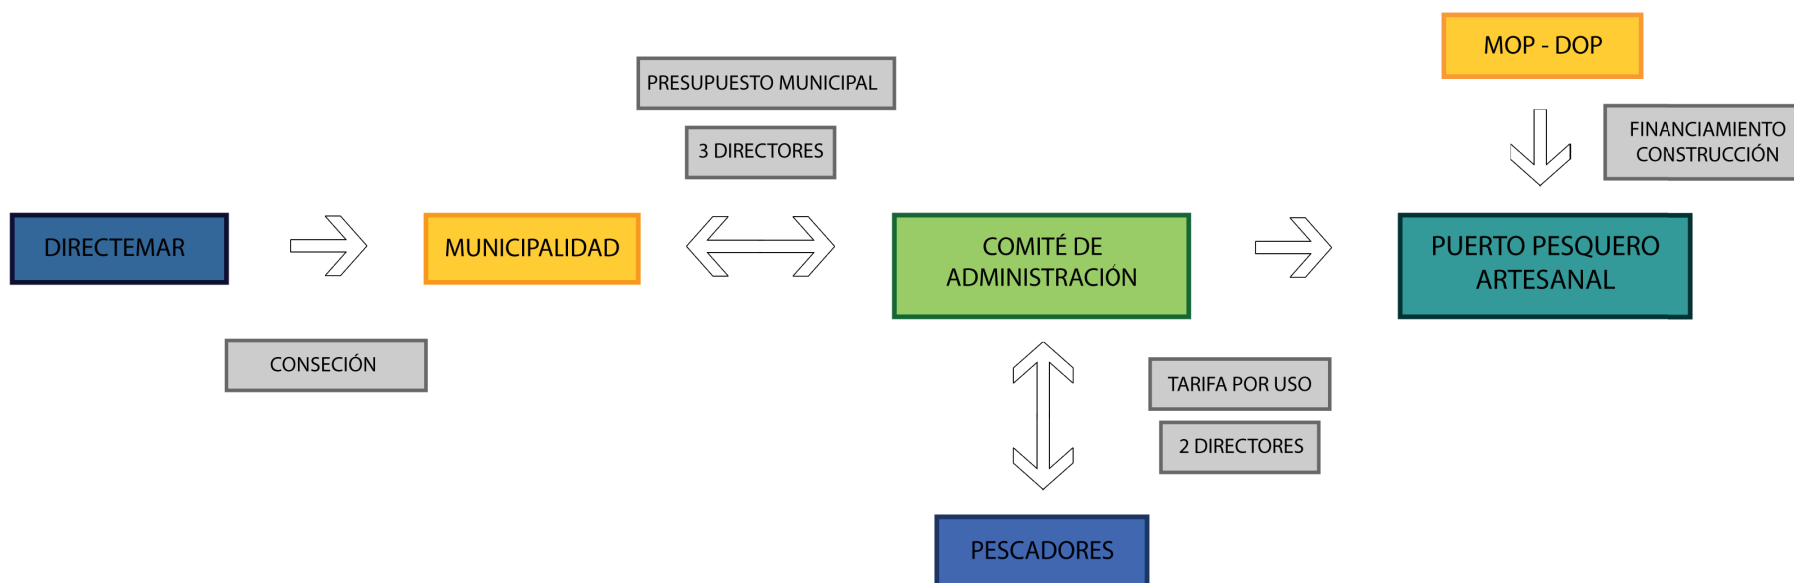 MOP - DOP
PRESUPUESTO MUNICIPAL
FINANCIAMIENTO
CONSTRUCCIÓN
3 DIRECTORES
DIRECTEMAR
MUNICIPALIDAD
COMITÉ DE
ADMINISTRACIÓN
PUERTO PESQUERO
ARTESANAL
CONSECIÓN
TARIFA POR USO
2 DIRECTORES
PESCADORES